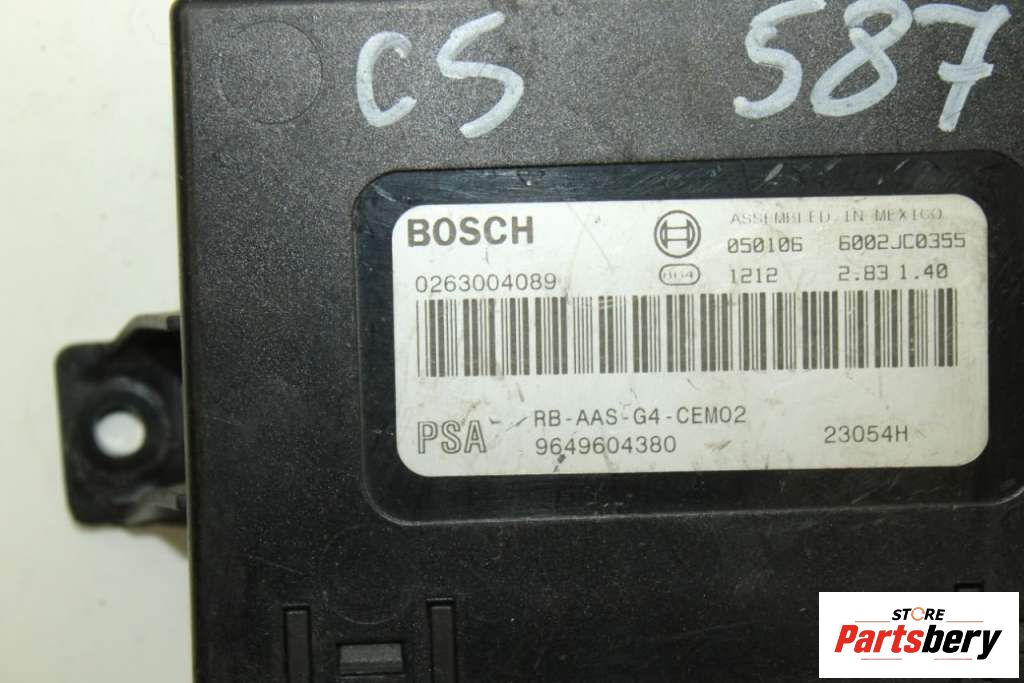 C5 587
BOSCH
ASSEMBLED IN MEXICO
050106 6002JC0355
0263004089
1212 2.83 1.40
PSA
RB-AAS-G4-CEM02
9649604380
23054H
STORE
Partsbery